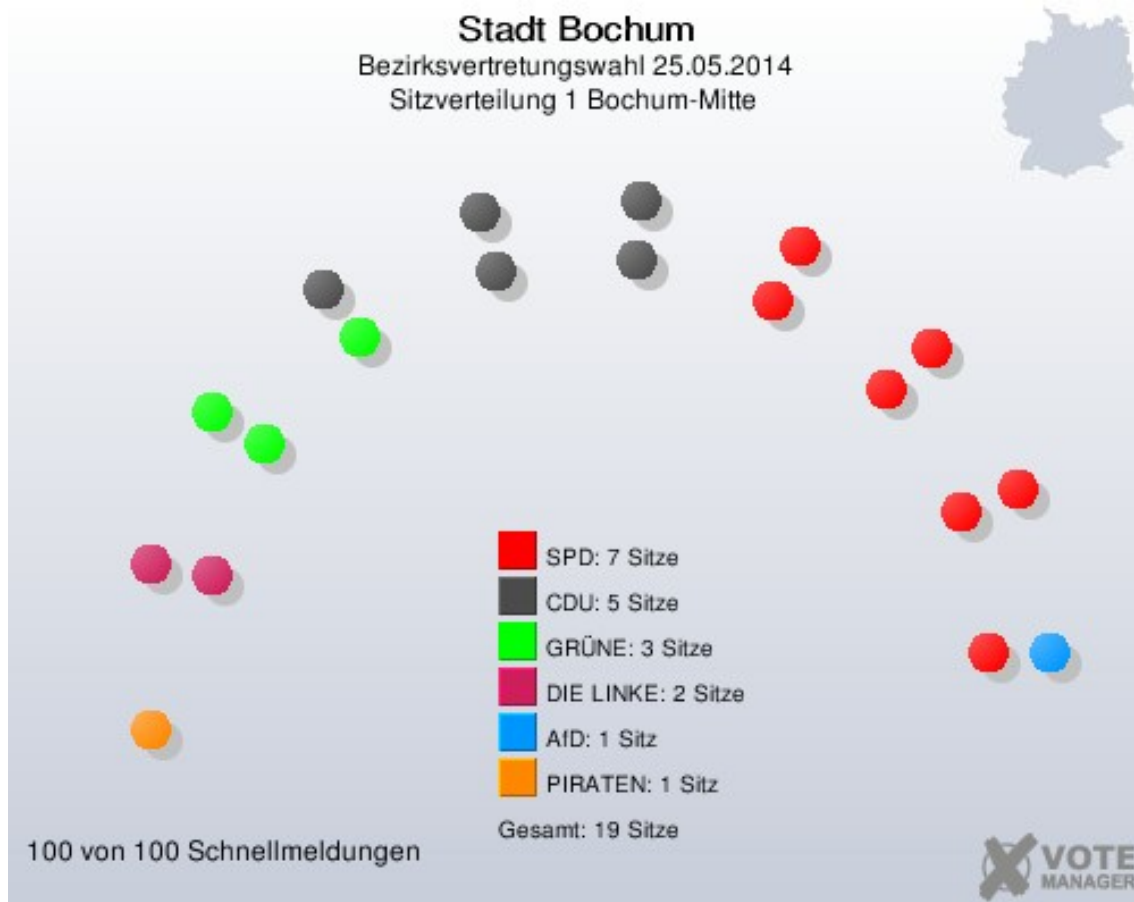 Stadt Bochum
Bezirksvertretungswahl 25.05.2014
Sitzverteilung 1 Bochum-Mitte
SPD: 7 Sitze
CDU: 5 Sitze
GRÜNE: 3 Sitze
DIE LINKE: 2 Sitze
AfD: 1 Sitz
PIRATEN: 1 Sitz
Gesamt: 19 Sitze
100 von 100 Schnellmeldungen
VOTE
MANAGER